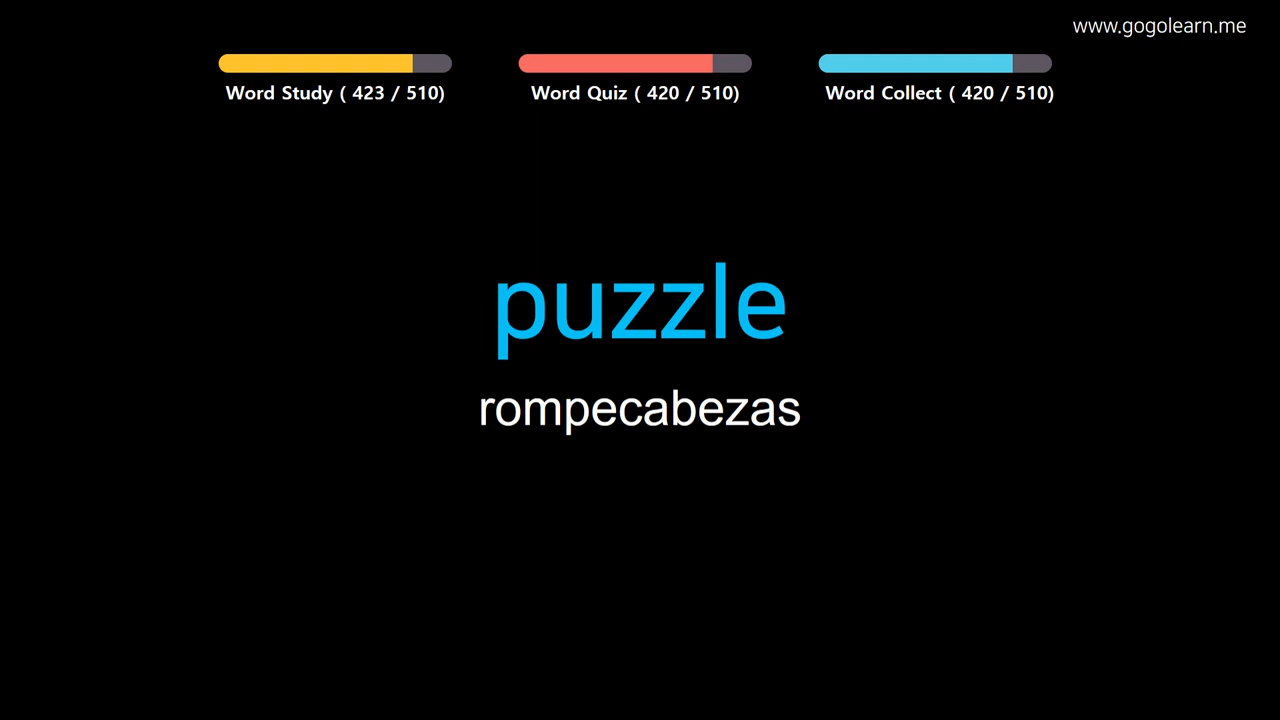 www.gogolearn.me
Word Study ( 423 / 510)
Word Quiz ( 420 / 510)
Word Collect ( 420 / 510)
puzzle
rompecabezas